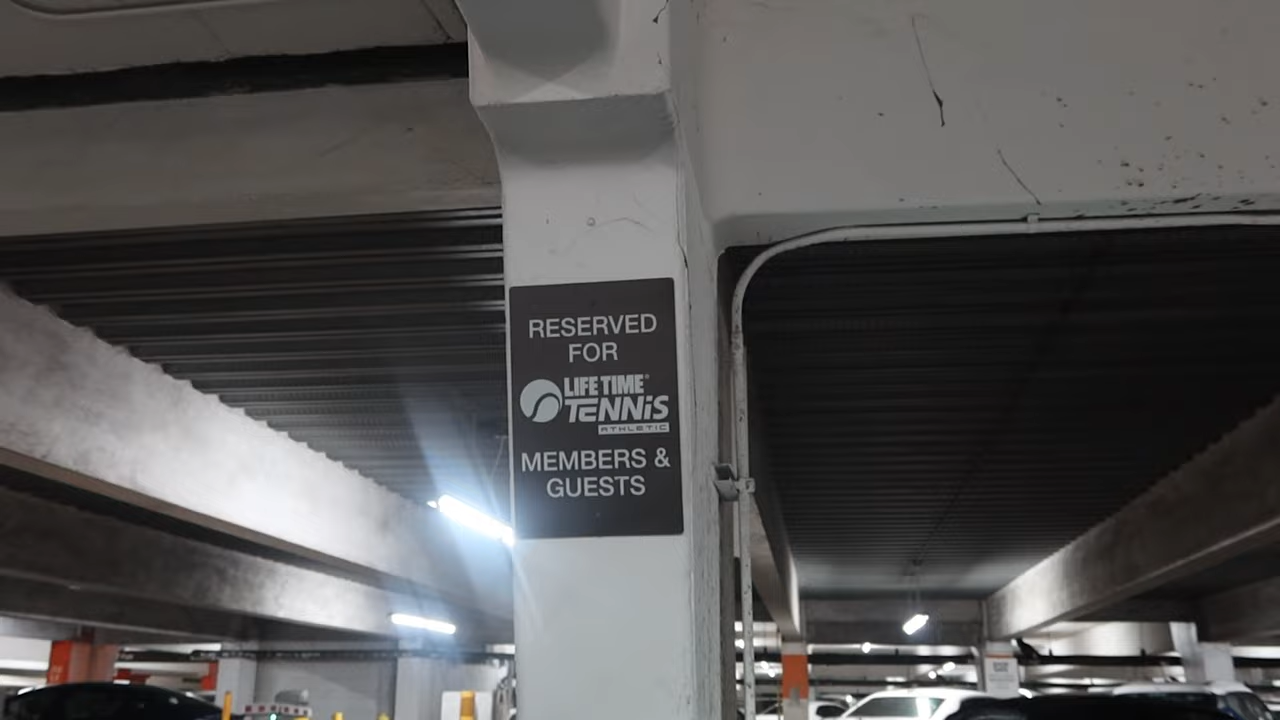 RESERVED
FOR
LIFE TIME®
TENNiS
ATHLETIC
MEMBERS &
GUESTS